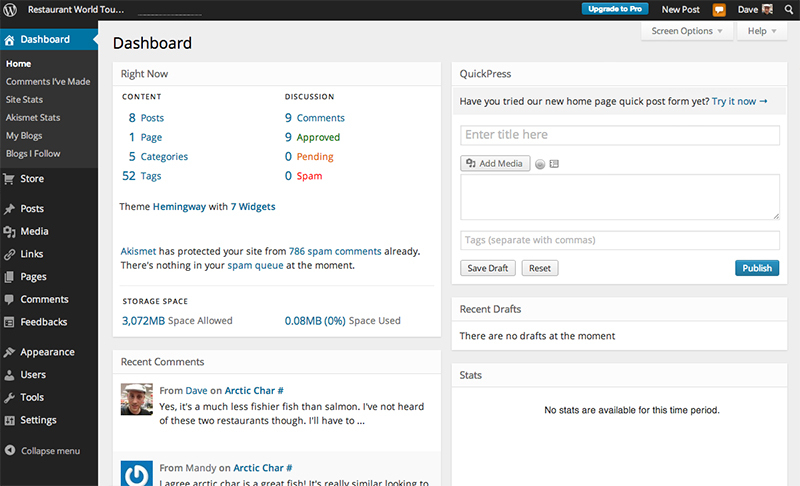 Restaurant World Tou...
Upgrade to Pro
New Post
Dave
Dashboard
Home
Comments I've Made
Site Stats
Akismet Stats
My Blogs
Blogs I Follow
Store
Posts
Media
Links
Pages
Comments
Feedbacks
Appearance
Users
Tools
Settings
Collapse menu
Screen Options
Help
Dashboard
Right Now
CONTENT
8 Posts
1 Page
5 Categories
52 Tags
DISCUSSION
9 Comments
9 Approved
0 Pending
0 Spam
Theme Hemingway with 7 Widgets
Akismet has protected your site from 786 spam comments already.
There's nothing in your spam queue at the moment.
STORAGE SPACE
3,072MB Space Allowed
0.08MB (0%) Space Used
Recent Comments
From Dave on Arctic Char #
Yes, it's a much less fishier fish than salmon. I've not heard
of these two restaurants though. I'll have to ...
From Mandy on Arctic Char #
I agree arctic char is a great fish! It's really similar looking to
QuickPress
Have you tried our new home page quick post form yet? Try it now →
Enter title here
Add Media
Tags (separate with commas)
Save Draft
Reset
Publish
Recent Drafts
There are no drafts at the moment
Stats
No stats are available for this time period.